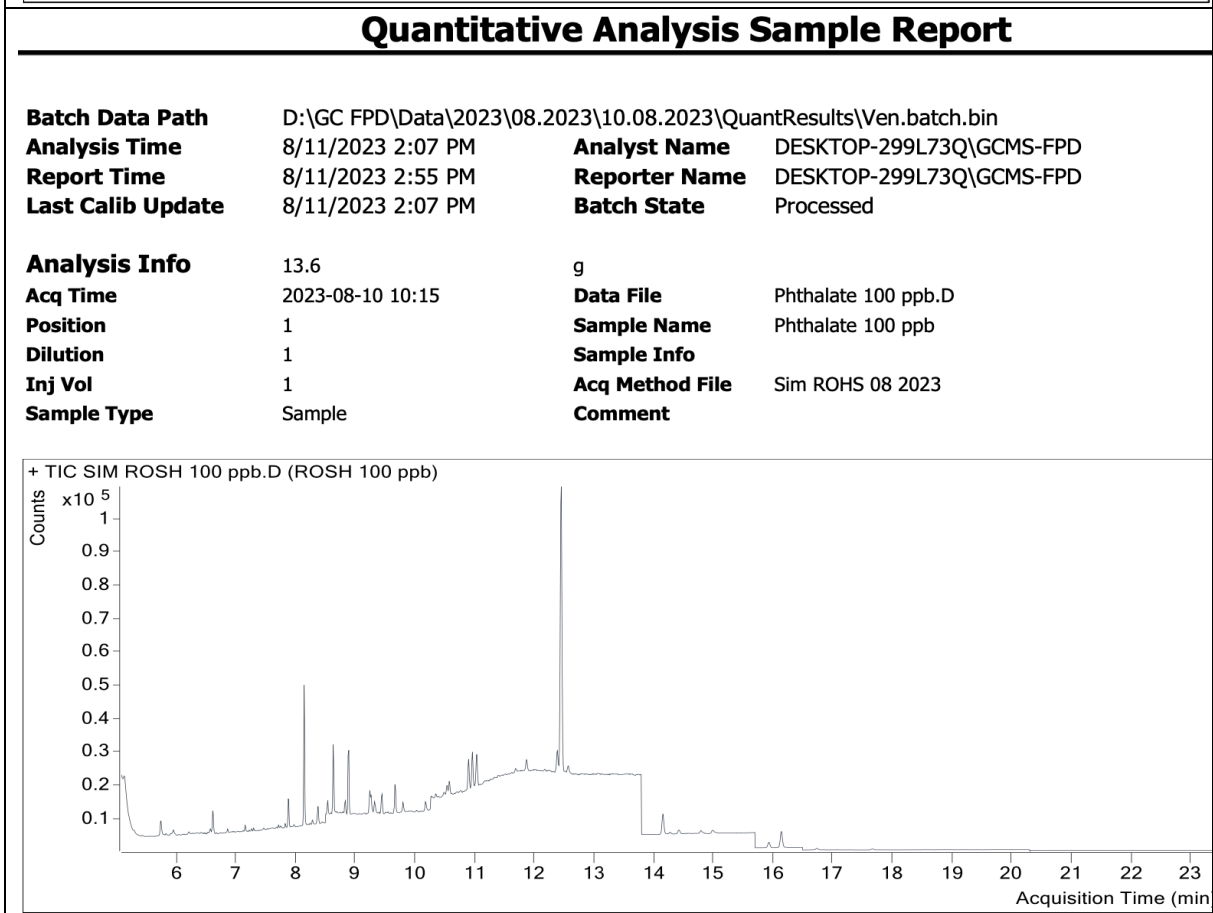 Quantitative Analysis Sample Report
Batch Data Path D:\GC FPD\Data\2023\08.2023\10.08.2023\QuantResults\Ven.batch.bin
Analysis Time 8/11/2023 2:07 PM Analyst Name DESKTOP-299L73Q\GCMS-FPD
Report Time 8/11/2023 2:55 PM Reporter Name DESKTOP-299L73Q\GCMS-FPD
Last Calib Update 8/11/2023 2:07 PM Batch State Processed
Analysis Info 13.6 g
Acq Time 2023-08-10 10:15 Data File Phthalate 100 ppb.D
Position 1 Sample Name Phthalate 100 ppb
Dilution 1 Sample Info
Inj Vol 1 Acq Method File Sim ROHS 08 2023
Sample Type Sample Comment
+ TIC SIM ROSH 100 ppb.D (ROSH 100 ppb)
Counts
x10 5
1
0.9
0.8
0.7
0.6
0.5
0.4
0.3
0.2
0.1
6 7 8 9 10 11 12 13 14 15 16 17 18 19 20 21 22 23
Acquisition Time (min